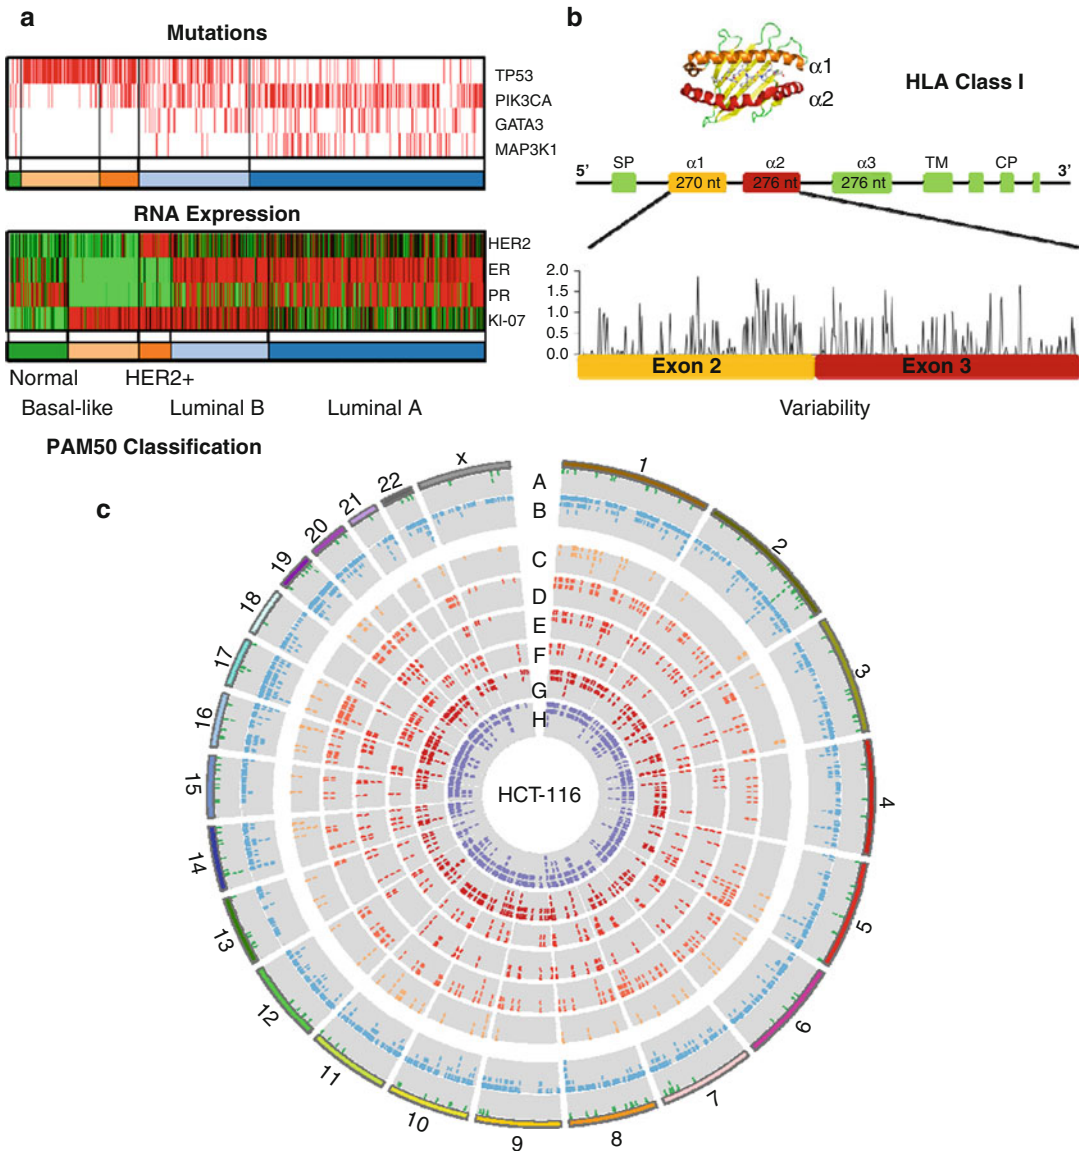 a
Mutations
TP53
PIK3CA
GATA3
MAP3K1
RNA Expression
HER2
ER
PR
KI-07
Normal HER2+
Basal-like Luminal B Luminal A
PAM50 Classification
b
α1
α2
HLA Class I
5' SP α1 α2 α3 TM CP 3'
270 nt 276 nt 276 nt
2.0
1.5
1.0
0.5
0.0
Exon 2 Exon 3
Variability
c
A
B
C
D
E
F
G
H
HCT-116
1
2
3
4
5
6
7
8
9
10
11
12
13
14
15
16
17
18
19
20
21
22
x